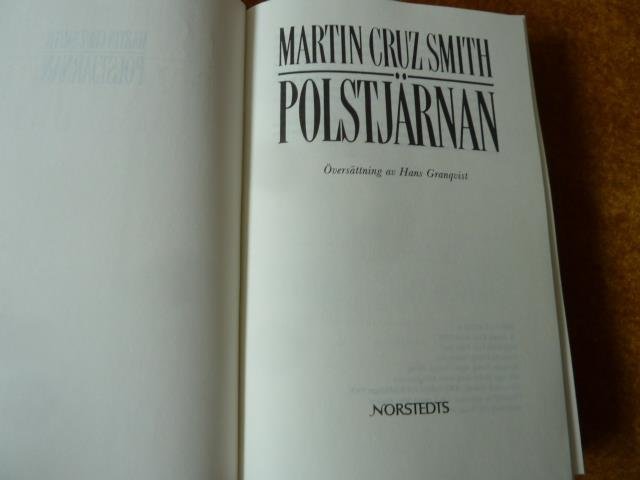 MARTIN CRUZ SMITH
POLSTJÄRNAN
Översättning av Hans Granqvist
NORSTEDTS